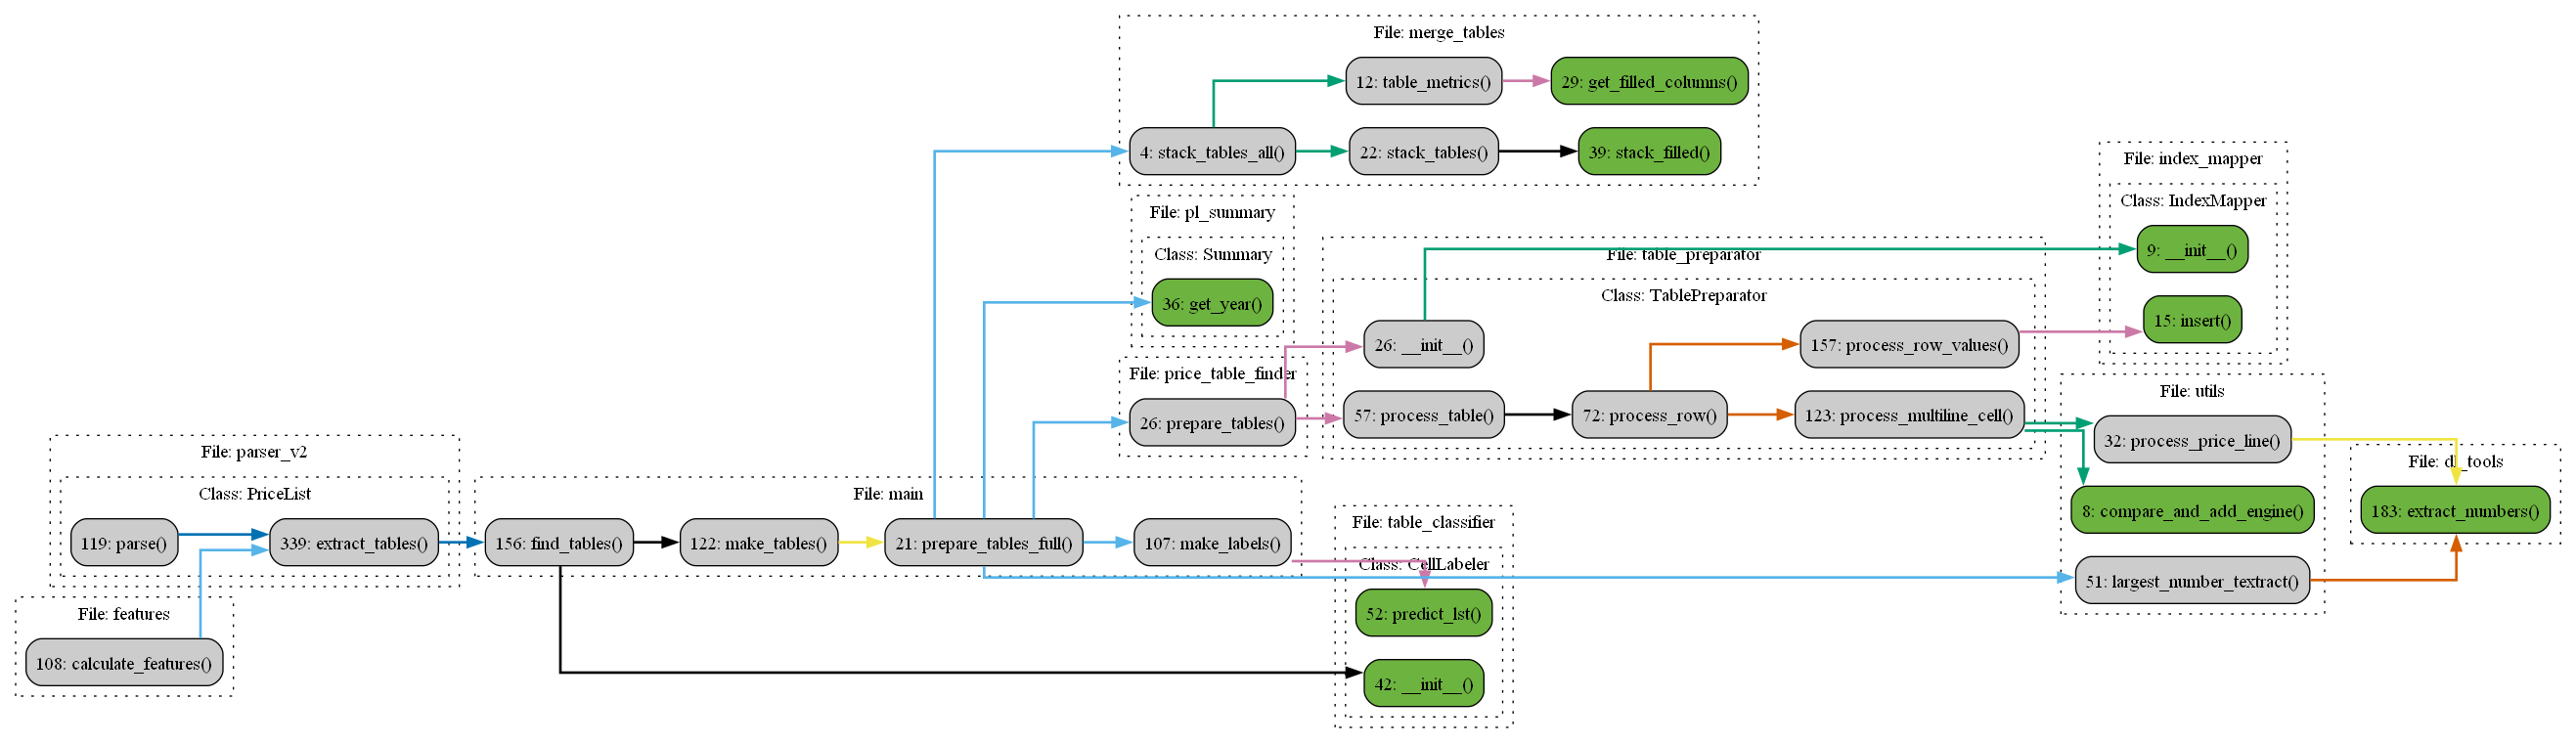 File: merge_tables
12: table_metrics()
29: get_filled_columns()
4: stack_tables_all()
22: stack_tables()
39: stack_filled()
File: pl_summary
Class: Summary
36: get_year()
File: price_table_finder
26: prepare_tables()
File: table_preparator
Class: TablePreparator
26: __init__()
157: process_row_values()
57: process_table()
72: process_row()
123: process_multiline_cell()
File: index_mapper
Class: IndexMapper
9: __init__()
15: insert()
File: utils
32: process_price_line()
8: compare_and_add_engine()
51: largest_number_textract()
183: extract_numbers()
File: parser_v2
Class: PriceList
119: parse()
339: extract_tables()
File: main
156: find_tables()
122: make_tables()
21: prepare_tables_full()
107: make_labels()
File: table_classifier
Class: CellLabeler
52: predict_lst()
42: __init__()
File: features
108: calculate_features()